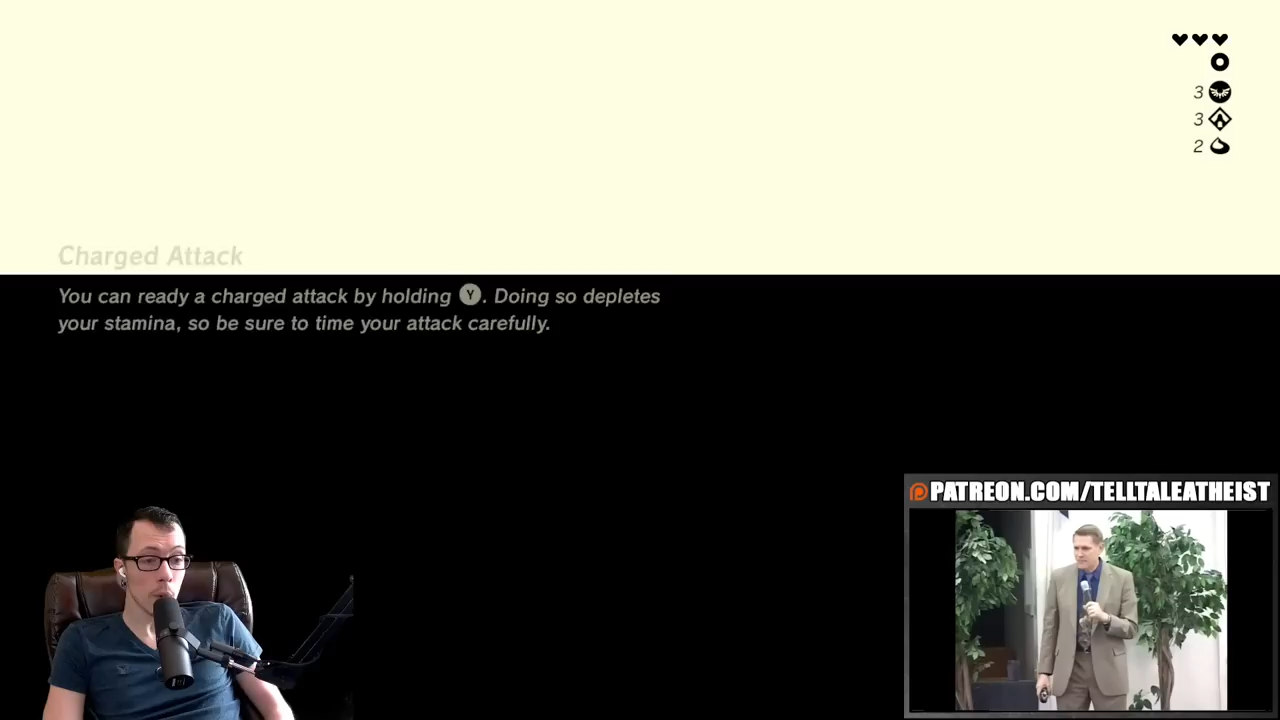 3
3
2
Charged Attack
You can ready a charged attack by holding Y. Doing so depletes
your stamina, so be sure to time your attack carefully.
PATREON.COM/TELLTALEATHEIST